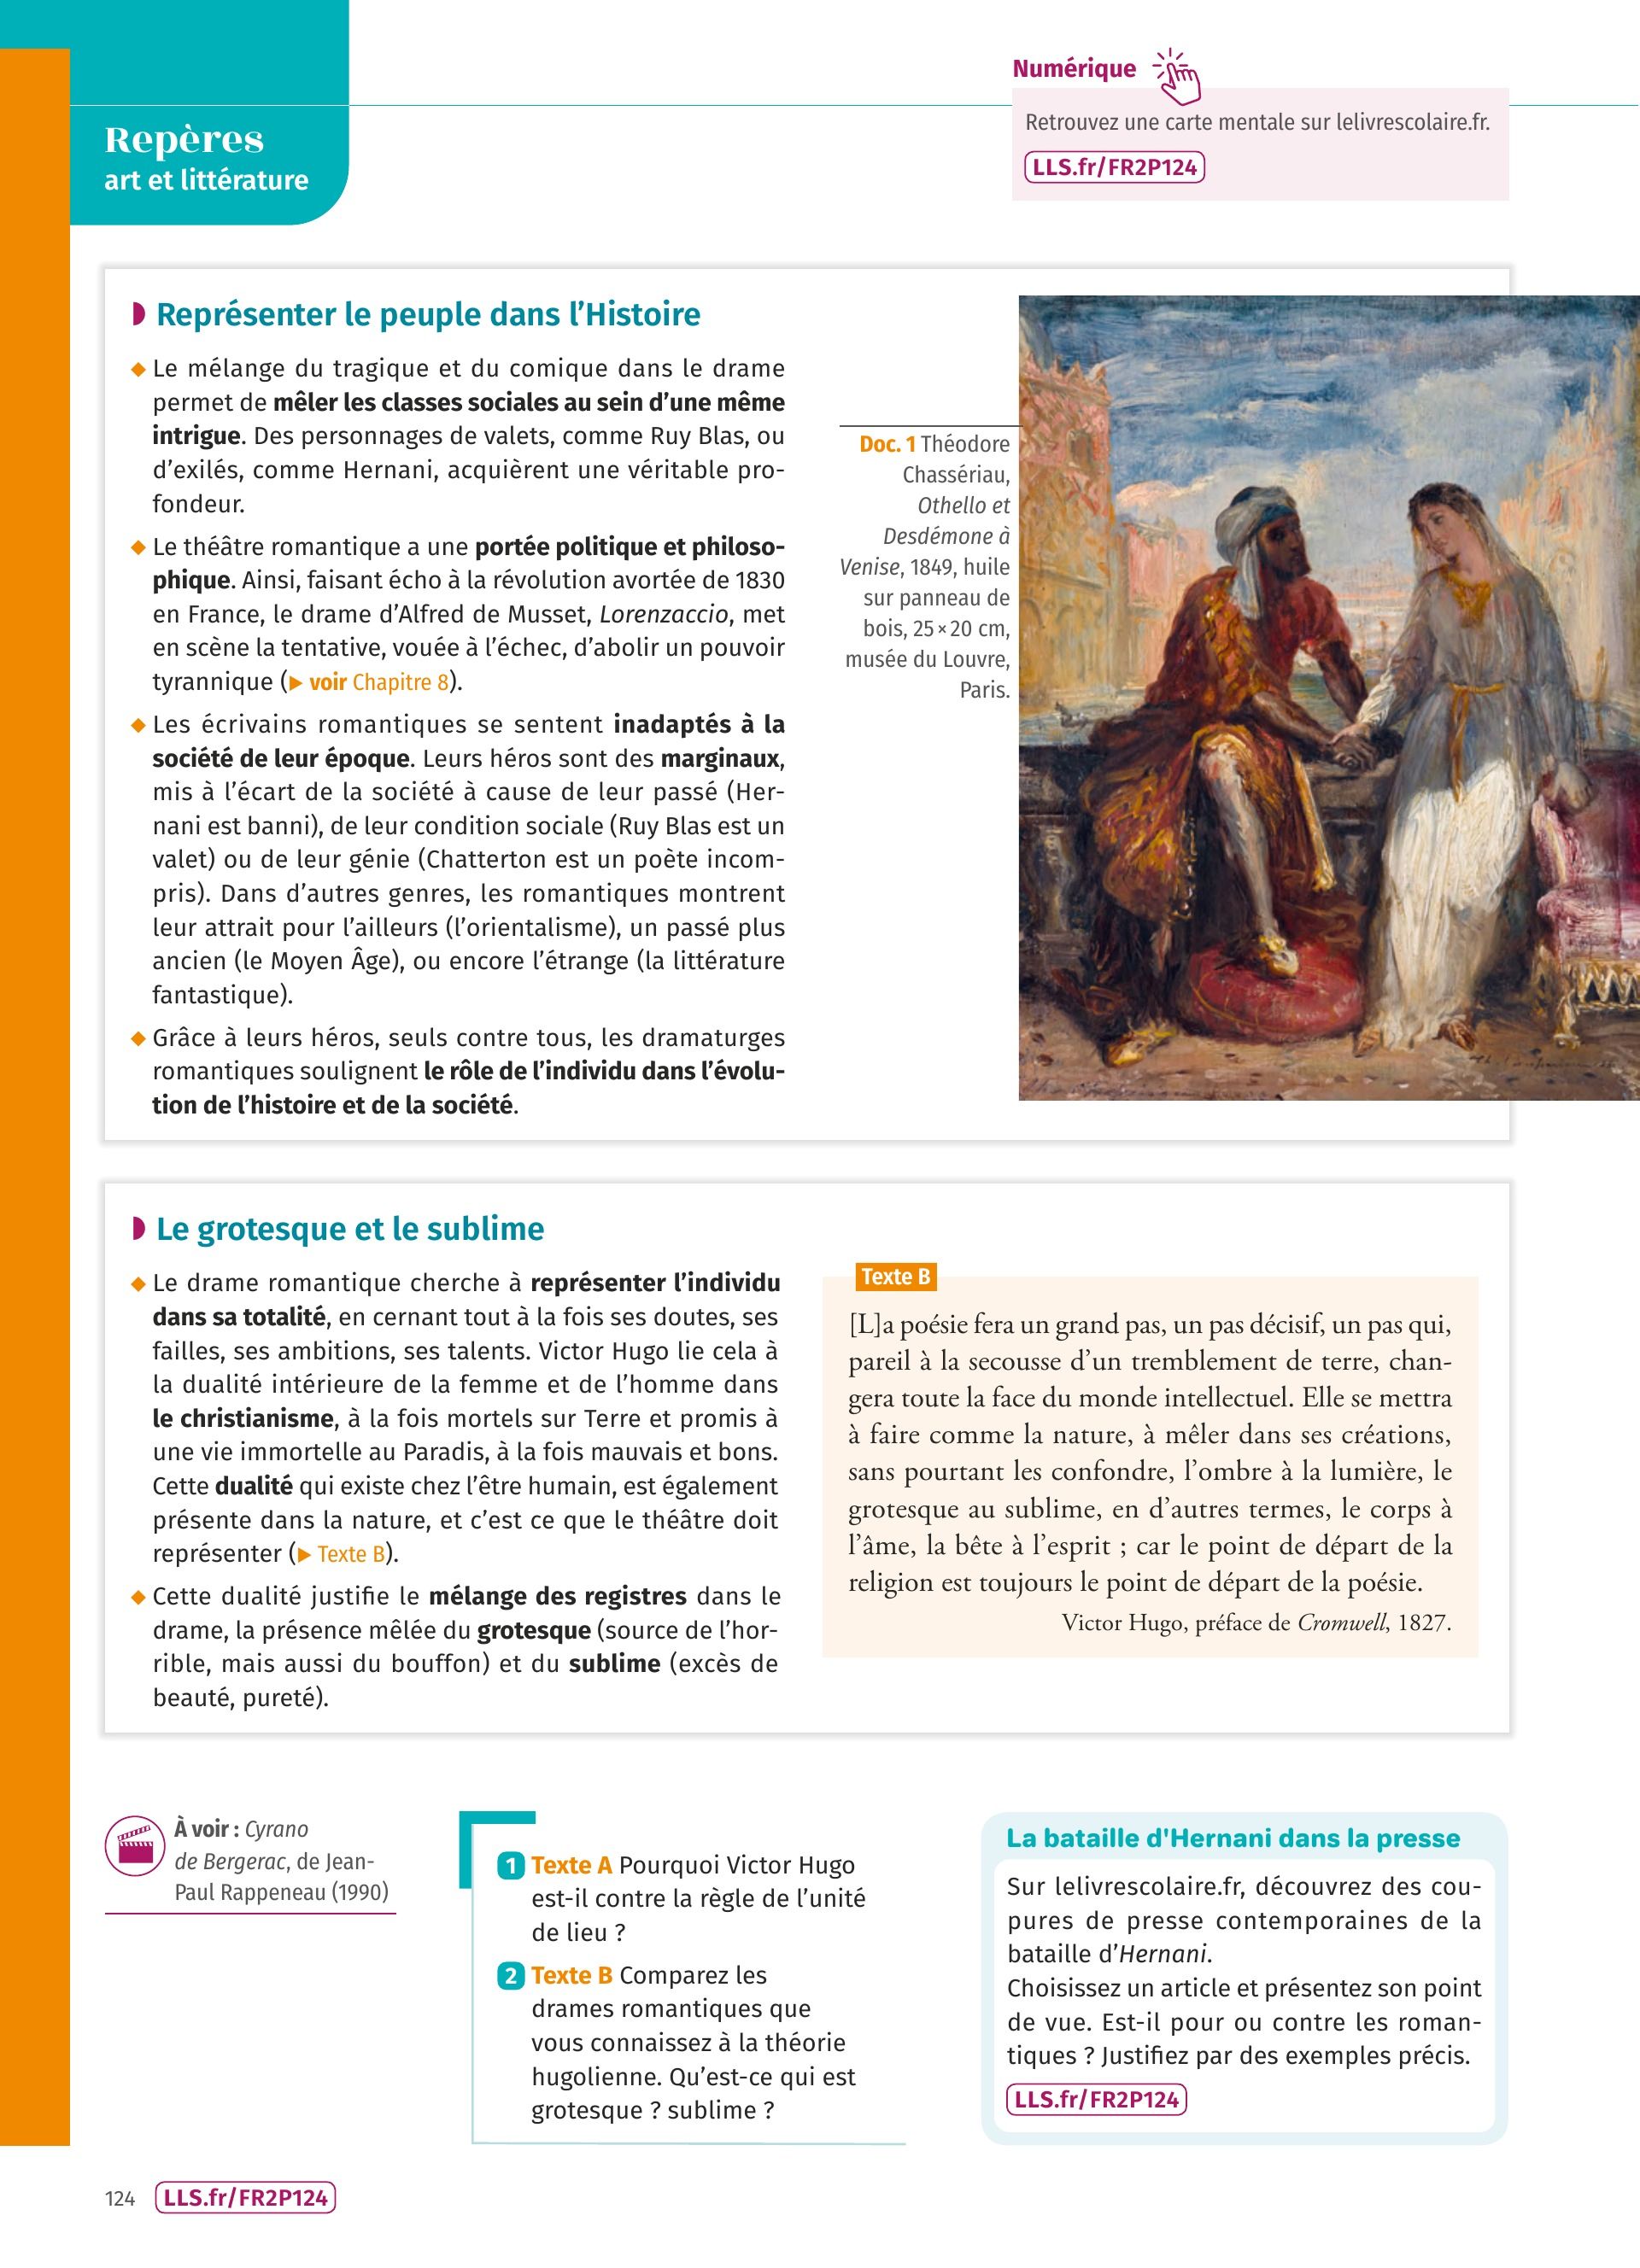 Repères
art et littérature
Numérique
Retrouvez une carte mentale sur lelivrescolaire.fr.
LLS.fr/FR2P124
Représenter le peuple dans l’Histoire
Le mélange du tragique et du comique dans le drame
permet de mêler les classes sociales au sein d’une même
intrigue. Des personnages de valets, comme Ruy Blas, ou
d’exilés, comme Hernani, acquièrent une véritable pro-
fondeur.
Le théâtre romantique a une portée politique et philoso-
phique. Ainsi, faisant écho à la révolution avortée de 1830
en France, le drame d’Alfred de Musset, Lorenzaccio, met
en scène la tentative, vouée à l’échec, d’abolir un pouvoir
tyrannique (▶ voir Chapitre 8).
Les écrivains romantiques se sentent inadaptés à la
société de leur époque. Leurs héros sont des marginaux,
mis à l’écart de la société à cause de leur passé (Her-
nani est banni), de leur condition sociale (Ruy Blas est un
valet) ou de leur génie (Chatterton est un poète incom-
pris). Dans d’autres genres, les romantiques montrent
leur attrait pour l’ailleurs (l’orientalisme), un passé plus
ancien (le Moyen Âge), ou encore l’étrange (la littérature
fantastique).
Grâce à leurs héros, seuls contre tous, les dramaturges
romantiques soulignent le rôle de l’individu dans l’évolu-
tion de l’histoire et de la société.
Doc. 1 Théodore
Chassériau,
Othello et
Desdémone à
Venise, 1849, huile
sur panneau de
bois, 25 × 20 cm,
musée du Louvre,
Paris.
Le grotesque et le sublime
Le drame romantique cherche à représenter l’individu
dans sa totalité, en cernant tout à la fois ses doutes, ses
failles, ses ambitions, ses talents. Victor Hugo lie cela à
la dualité intérieure de la femme et de l’homme dans
le christianisme, à la fois mortels sur Terre et promis à
une vie immortelle au Paradis, à la fois mauvais et bons.
Cette dualité qui existe chez l’être humain, est également
présente dans la nature, et c’est ce que le théâtre doit
représenter (▶ Texte B).
Cette dualité justifie le mélange des registres dans le
drame, la présence mêlée du grotesque (source de l’hor-
rible, mais aussi du bouffon) et du sublime (excès de
beauté, pureté).
Texte B
[L]a poésie fera un grand pas, un pas décisif, un pas qui,
pareil à la secousse d’un tremblement de terre, chan-
gera toute la face du monde intellectuel. Elle se mettra
à faire comme la nature, à mêler dans ses créations,
sans pourtant les confondre, l’ombre à la lumière, le
grotesque au sublime, en d’autres termes, le corps à
l’âme, la bête à l’esprit ; car le point de départ de la
religion est toujours le point de départ de la poésie.
Victor Hugo, préface de Cromwell, 1827.
À voir : Cyrano
de Bergerac, de Jean-
Paul Rappeneau (1990)
1 Texte A Pourquoi Victor Hugo
est-il contre la règle de l’unité
de lieu ?
2 Texte B Comparez les
drames romantiques que
vous connaissez à la théorie
hugolienne. Qu’est-ce qui est
grotesque ? sublime ?
La bataille d'Hernani dans la presse
Sur lelivrescolaire.fr, découvrez des cou-
pures de presse contemporaines de la
bataille d’Hernani.
Choisissez un article et présentez son point
de vue. Est-il pour ou contre les roman-
tiques ? Justifiez par des exemples précis.
LLS.fr/FR2P124
124 LLS.fr/FR2P124